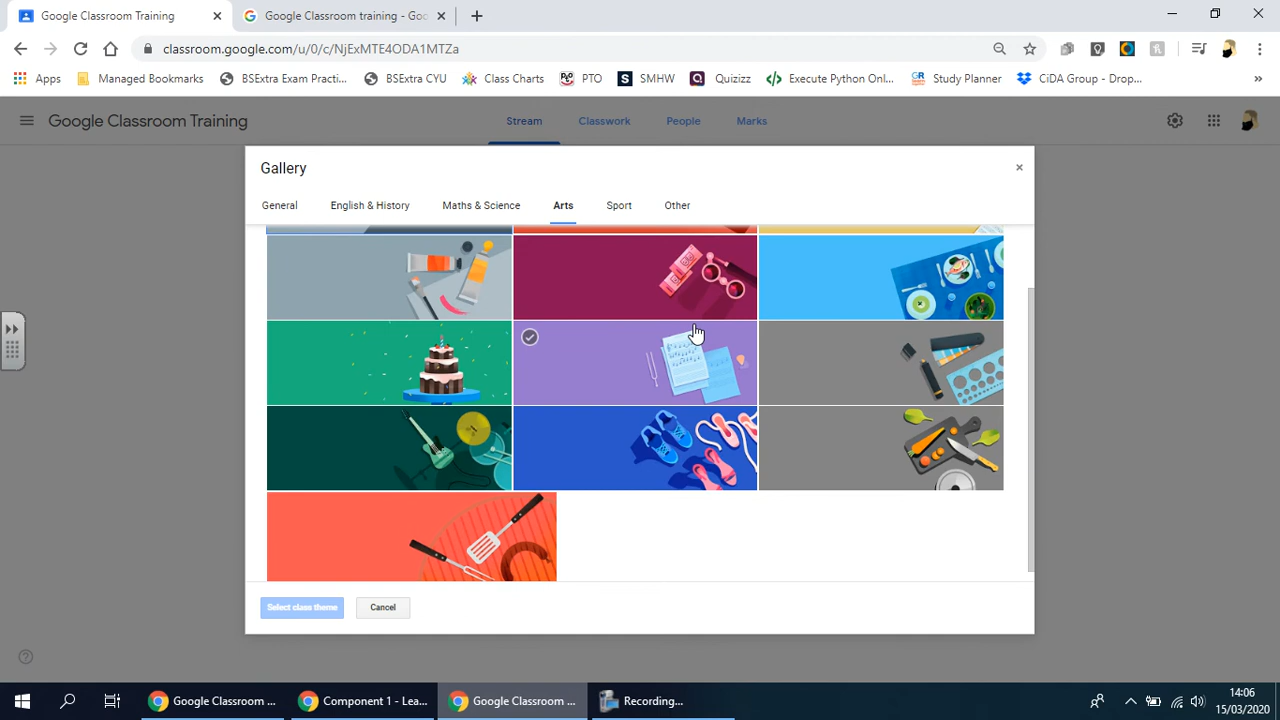 Google Classroom Training
Google Classroom training - Goo
classroom.google.com/u/0/c/NjExMTE4ODA1MTZa
Apps Managed Bookmarks BSExtra Exam Practi... BSExtra CYU Class Charts PTO SMHW Quizizz Execute Python Onl... Study Planner CiDA Group - Drop... »
Google Classroom Training
Stream Classwork People Marks
Gallery
General English & History Maths & Science Arts Sport Other
Select class theme Cancel
Google Classroom ... Component 1 - Lea... Google Classroom ... Recording...
14:06
15/03/2020